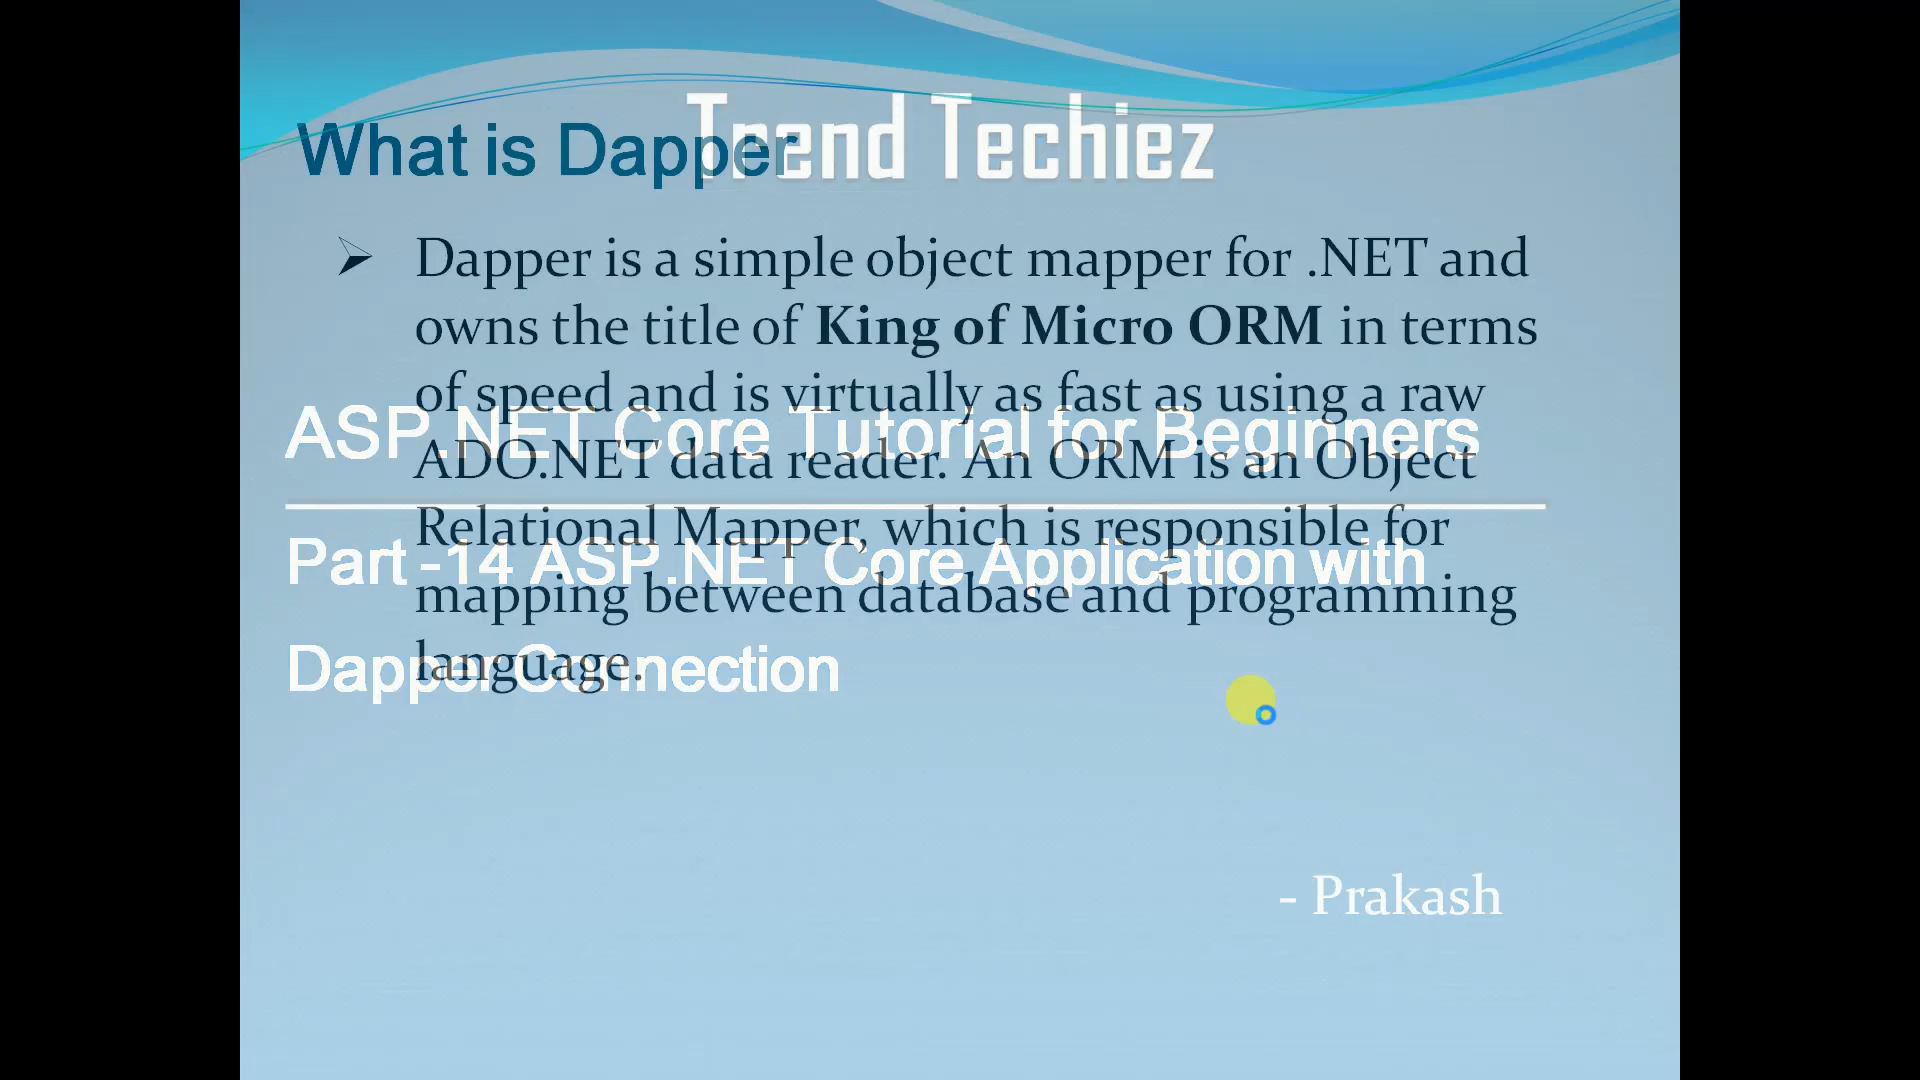 Trend Techiez
What is Dapper
Dapper is a simple object mapper for .NET and
owns the title of King of Micro ORM in terms
of speed and is virtually as fast as using a raw
ASP.NET Core Tutorial for Beginners
ADO.NET data reader. An ORM is an Object
Relational Mapper, which is responsible for
Part -14 ASP.NET Core Application with
mapping between database and programming
language.
Dapper Connection
- Prakash